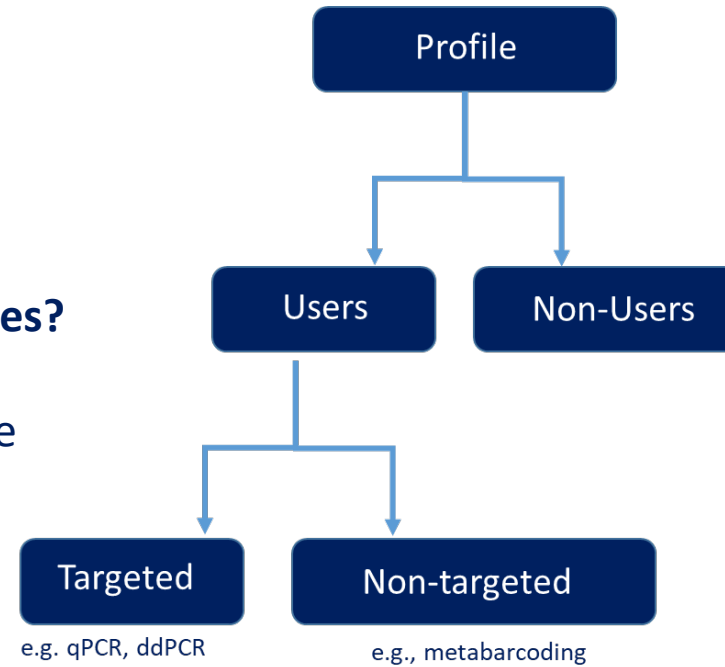 Profile
Users
Non-Users
es?
e
Targeted
Non-targeted
e.g. qPCR, ddPCR
e.g., metabarcoding